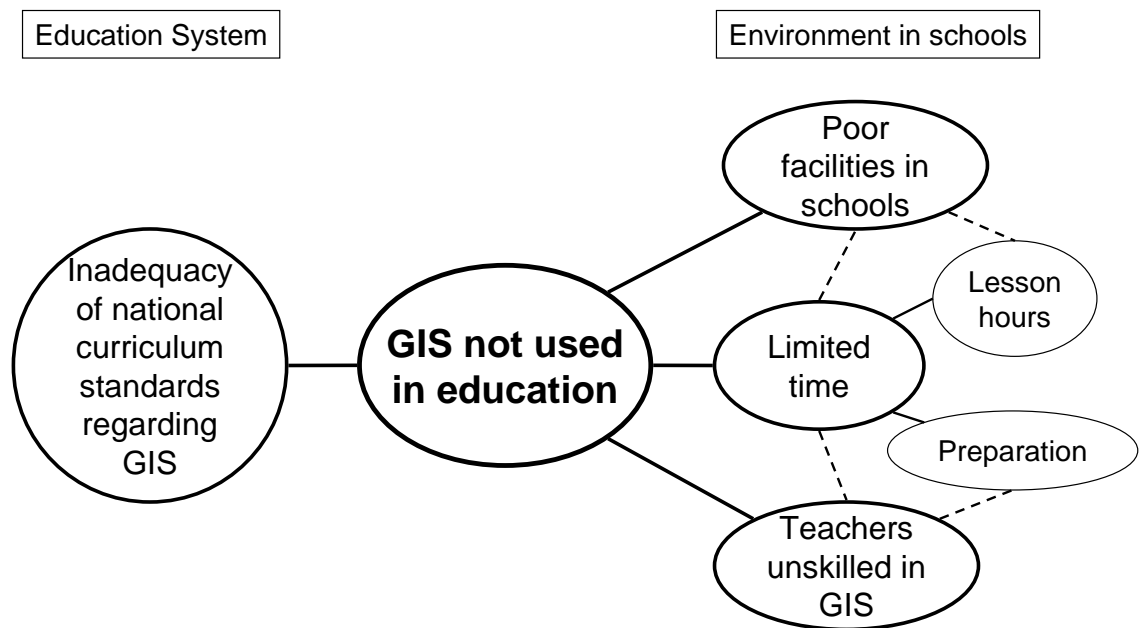 Education System
Environment in schools
Poor
facilities in
schools
Inadequacy
of national
curriculum
standards
regarding
GIS
GIS not used
in education
Lesson
hours
Limited
time
Preparation
Teachers
unskilled in
GIS